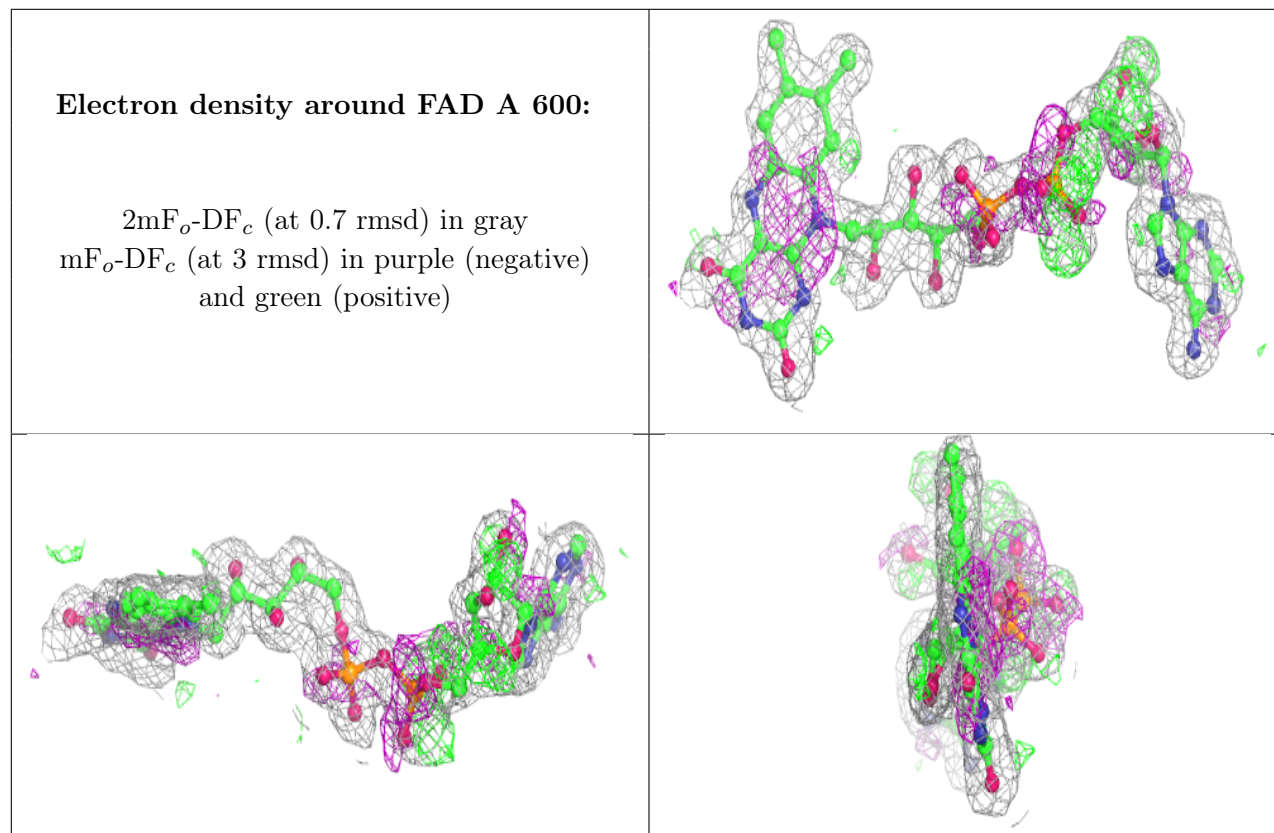 Electron density around FAD A 600:
2mFₒ-DF𝒸 (at 0.7 rmsd) in gray
mFₒ-DF𝒸 (at 3 rmsd) in purple (negative)
and green (positive)